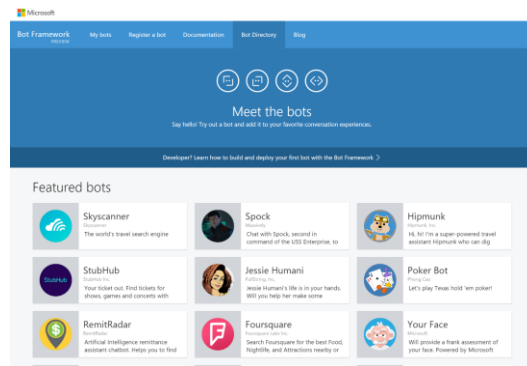 Microsoft
Bot Framework
PREVIEW
My bots
Register a bot
Documentation
Bot Directory
Blog
Meet the bots
Say hello! Try out a bot and add it to your favorite conversation experiences.
Developer? Learn how to build and deploy your first bot with the Bot Framework >
Featured bots
Skyscanner
Skyscanner
The world's travel search engine
Spock
Massively
Chat with Spock, second in
command of the USS Enterprise, to
Hipmunk
Hipmunk, Inc.
Hi, hi! I'm a super-powered travel
assistant Hipmunk who can dig
StubHub
StubHub
StubHub Inc.
Your ticket out. Find tickets for
shows, games and concerts with
Jessie Humani
PullString, Inc.
Jessie Humani's life is in your hands.
Will you help her make some
Poker Bot
Phung Cao
Let's play Texas hold 'em poker!
RemitRadar
RemitRadar
Artificial Intelligence remittance
assistant chatbot. Helps you to find
Foursquare
Foursquare Labs Inc.
Search Foursquare for the best Food,
Nightlife, and Attractions nearby or
Your Face
Microsoft
Will provide a frank assessment of
your face. Powered by Microsoft